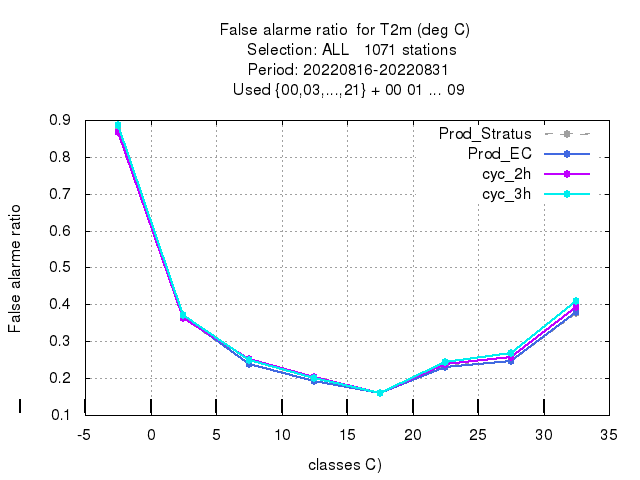 False alarme ratio  for T2m (deg C)
Selection: ALL   1071 stations
Period: 20220816-20220831
Used {00,03,...,21} + 00 01 ... 09
Prod_Stratus
Prod_EC
cyc_2h
cyc_3h
False alarme ratio
0.9
0.8
0.7
0.6
0.5
0.4
0.3
0.2
0.1
-5 0 5 10 15 20 25 30 35
classes C)